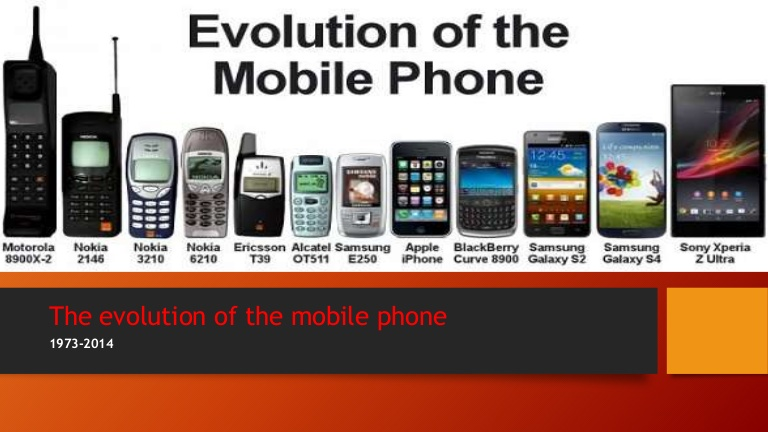 Evolution of the
Mobile Phone
Motorola
8900X-2
Nokia
2146
Nokia
3210
Nokia
6210
Ericsson
T39
Alcatel
OT511
Samsung
E250
Apple
iPhone
BlackBerry
Curve 8900
Samsung
Galaxy S2
Samsung
Galaxy S4
Sony Xperia
Z Ultra
The evolution of the mobile phone
1973-2014